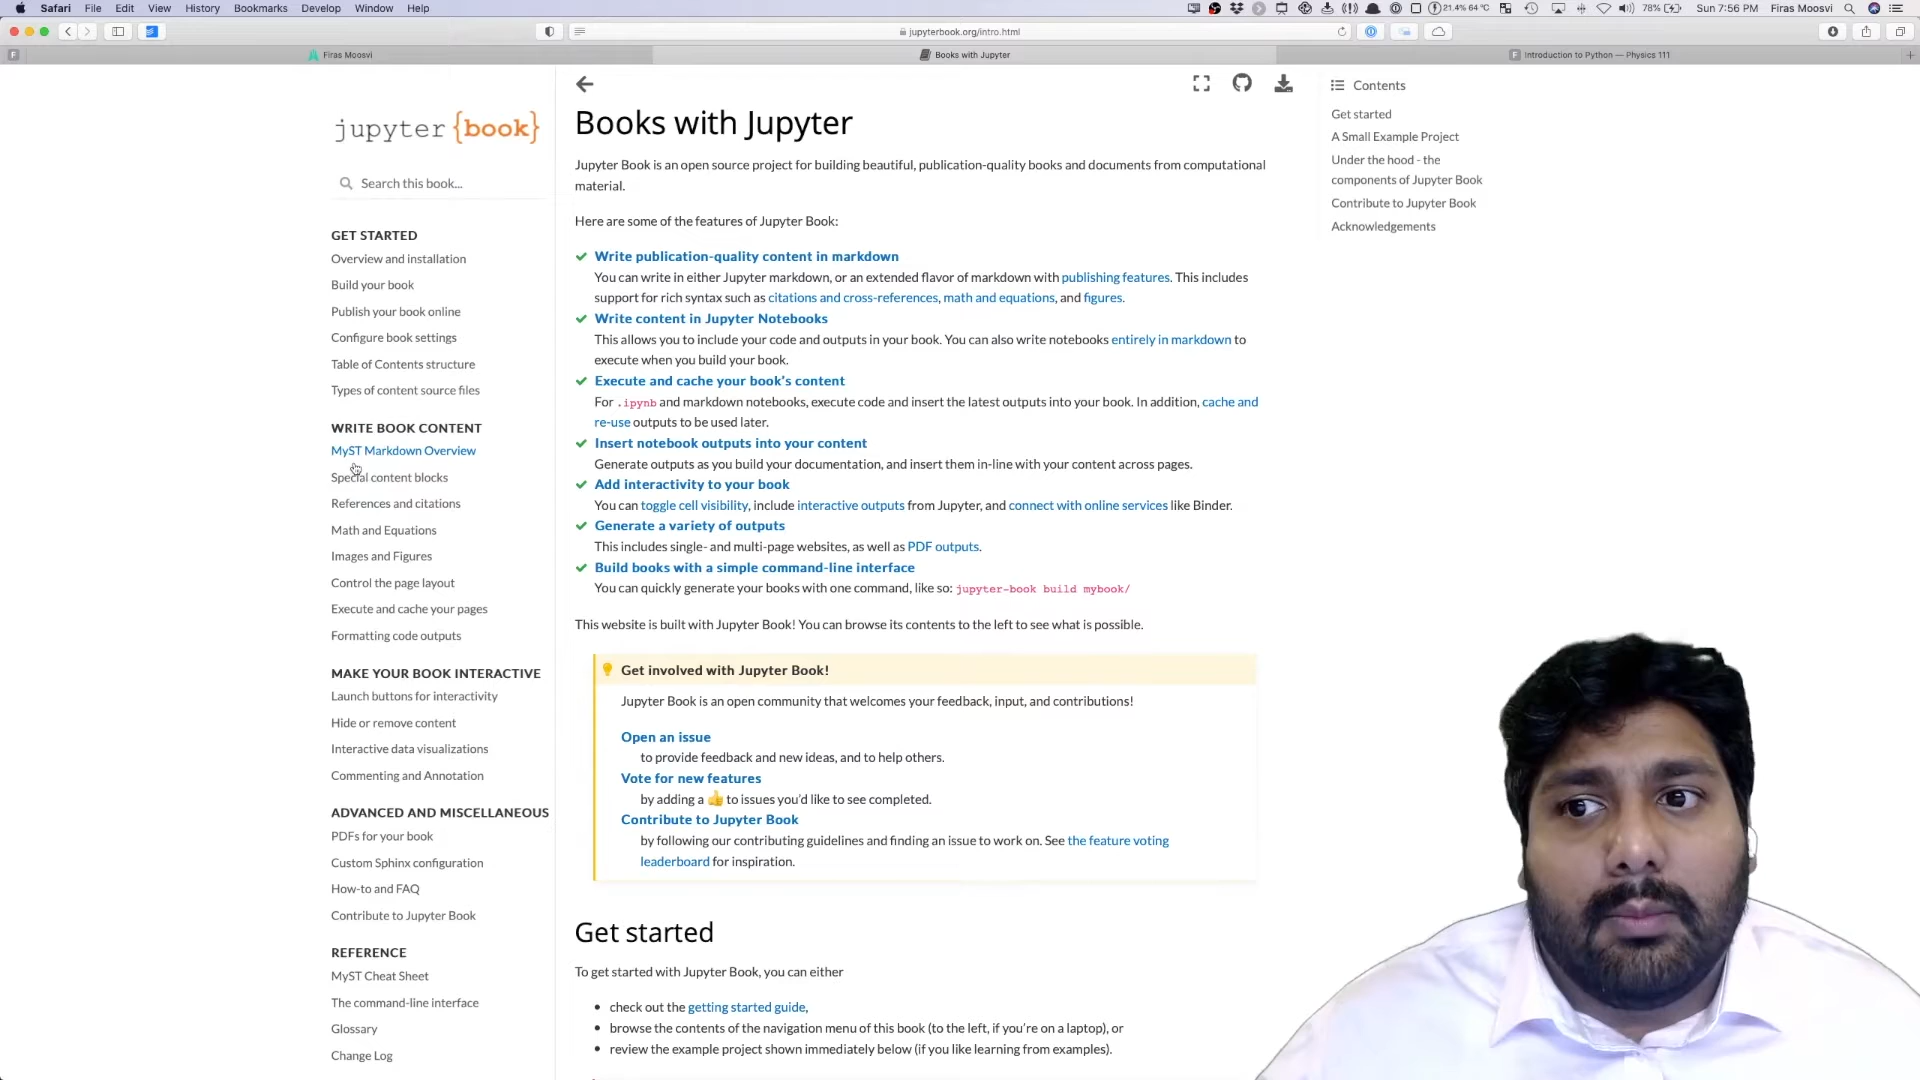 Safari File Edit View History Bookmarks Develop Window Help
21.4% 64°C 78% Sun 7:56 PM Firas Moosvi
jupyterbook.org/intro.html
F Firas Moosvi Books with Jupyter F Introduction to Python — Physics 111
jupyter {book}
Search this book...
GET STARTED
Overview and installation
Build your book
Publish your book online
Configure book settings
Table of Contents structure
Types of content source files
WRITE BOOK CONTENT
MyST Markdown Overview
Special content blocks
References and citations
Math and Equations
Images and Figures
Control the page layout
Execute and cache your pages
Formatting code outputs
MAKE YOUR BOOK INTERACTIVE
Launch buttons for interactivity
Hide or remove content
Interactive data visualizations
Commenting and Annotation
ADVANCED AND MISCELLANEOUS
PDFs for your book
Custom Sphinx configuration
How-to and FAQ
Contribute to Jupyter Book
REFERENCE
MyST Cheat Sheet
The command-line interface
Glossary
Change Log
Books with Jupyter
Jupyter Book is an open source project for building beautiful, publication-quality books and documents from computational
material.
Here are some of the features of Jupyter Book:
Write publication-quality content in markdown
You can write in either Jupyter markdown, or an extended flavor of markdown with publishing features. This includes
support for rich syntax such as citations and cross-references, math and equations, and figures.
Write content in Jupyter Notebooks
This allows you to include your code and outputs in your book. You can also write notebooks entirely in markdown to
execute when you build your book.
Execute and cache your book's content
For .ipynb and markdown notebooks, execute code and insert the latest outputs into your book. In addition, cache and
re-use outputs to be used later.
Insert notebook outputs into your content
Generate outputs as you build your documentation, and insert them in-line with your content across pages.
Add interactivity to your book
You can toggle cell visibility, include interactive outputs from Jupyter, and connect with online services like Binder.
Generate a variety of outputs
This includes single- and multi-page websites, as well as PDF outputs.
Build books with a simple command-line interface
You can quickly generate your books with one command, like so: jupyter-book build mybook/
This website is built with Jupyter Book! You can browse its contents to the left to see what is possible.
Get involved with Jupyter Book!
Jupyter Book is an open community that welcomes your feedback, input, and contributions!
Open an issue
to provide feedback and new ideas, and to help others.
Vote for new features
by adding a 👍 to issues you'd like to see completed.
Contribute to Jupyter Book
by following our contributing guidelines and finding an issue to work on. See the feature voting
leaderboard for inspiration.
Get started
To get started with Jupyter Book, you can either
• check out the getting started guide,
• browse the contents of the navigation menu of this book (to the left, if you're on a laptop), or
• review the example project shown immediately below (if you like learning from examples).
Contents
Get started
A Small Example Project
Under the hood - the
components of Jupyter Book
Contribute to Jupyter Book
Acknowledgements